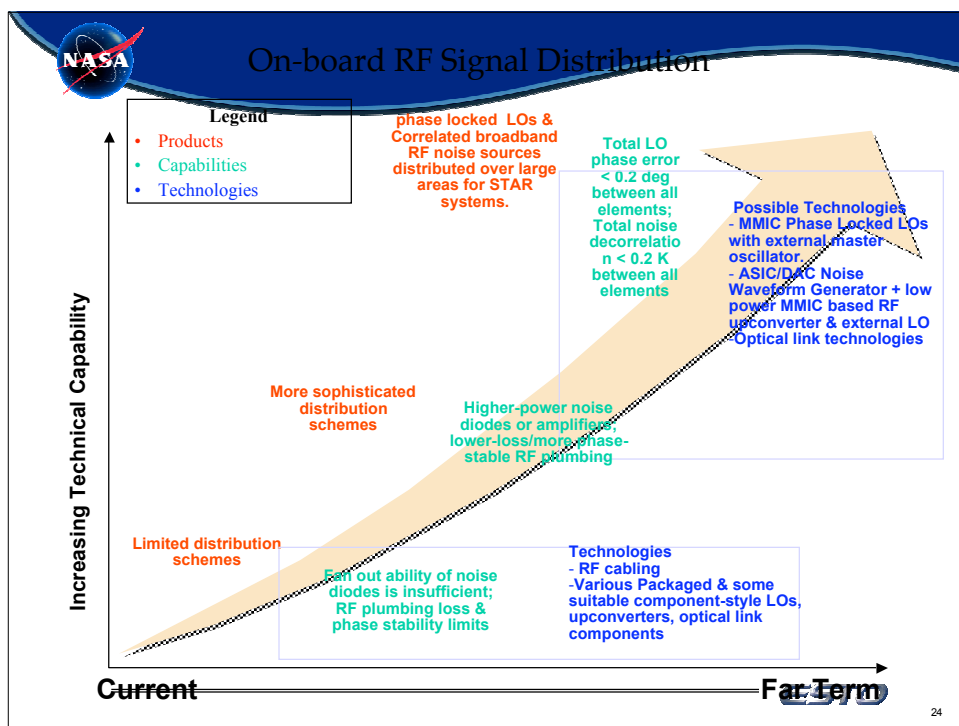 NASA
On-board RF Signal Distribution
Legend
• Products
• Capabilities
• Technologies
phase locked LOs &
Correlated broadband
RF noise sources
distributed over large
areas for STAR
systems.
Total LO
phase error
< 0.2 deg
between all
elements;
Total noise
decorrelatio
n < 0.2 K
between all
elements
Possible Technologies
- MMIC Phase Locked LOs
with external master
oscillator.
- ASIC/DAC Noise
Waveform Generator + low
power MMIC based RF
upconverter & external LO
-Optical link technologies
Increasing Technical Capability
More sophisticated
distribution
schemes
Higher-power noise
diodes or amplifiers;
lower-loss/more phase-
stable RF plumbing
Limited distribution
schemes
Fan out ability of noise
diodes is insufficient;
RF plumbing loss &
phase stability limits
Technologies
- RF cabling
-Various Packaged & some
suitable component-style LOs,
upconverters, optical link
components
Current
Far Term
ESTO
24